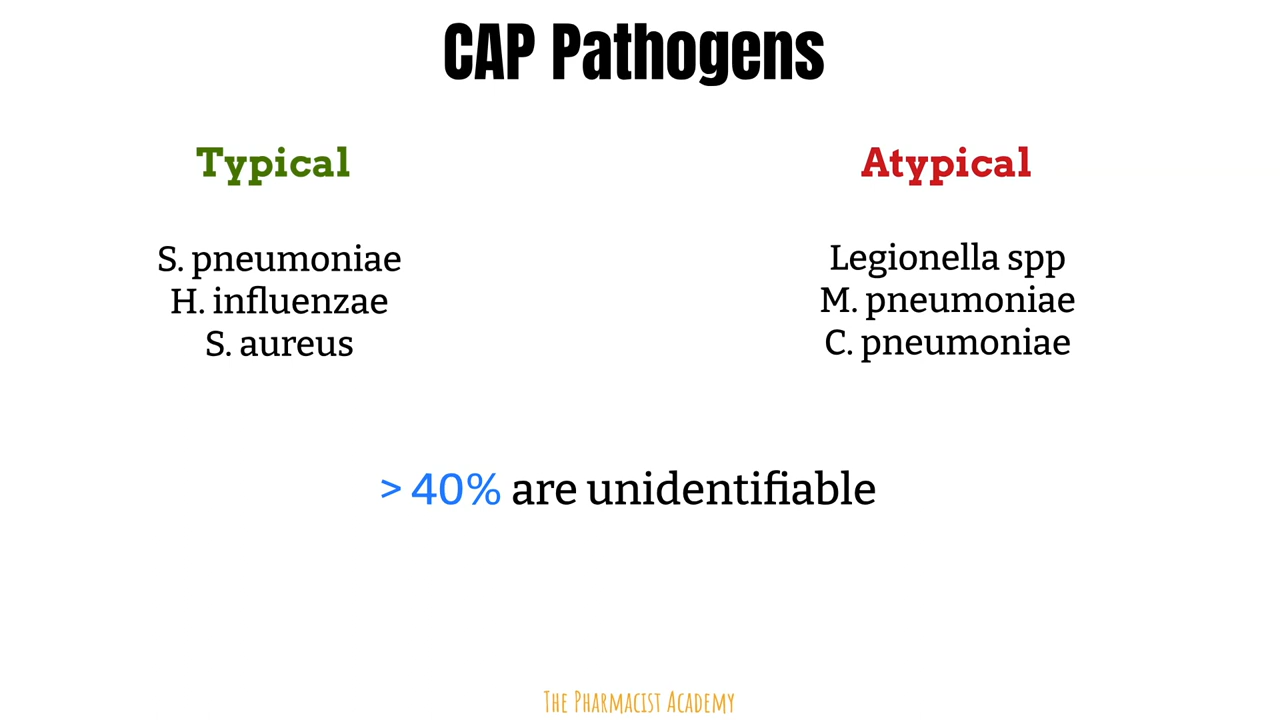 CAP Pathogens
Typical
S. pneumoniae
H. influenzae
S. aureus
Atypical
Legionella spp
M. pneumoniae
C. pneumoniae
> 40% are unidentifiable
The Pharmacist Academy